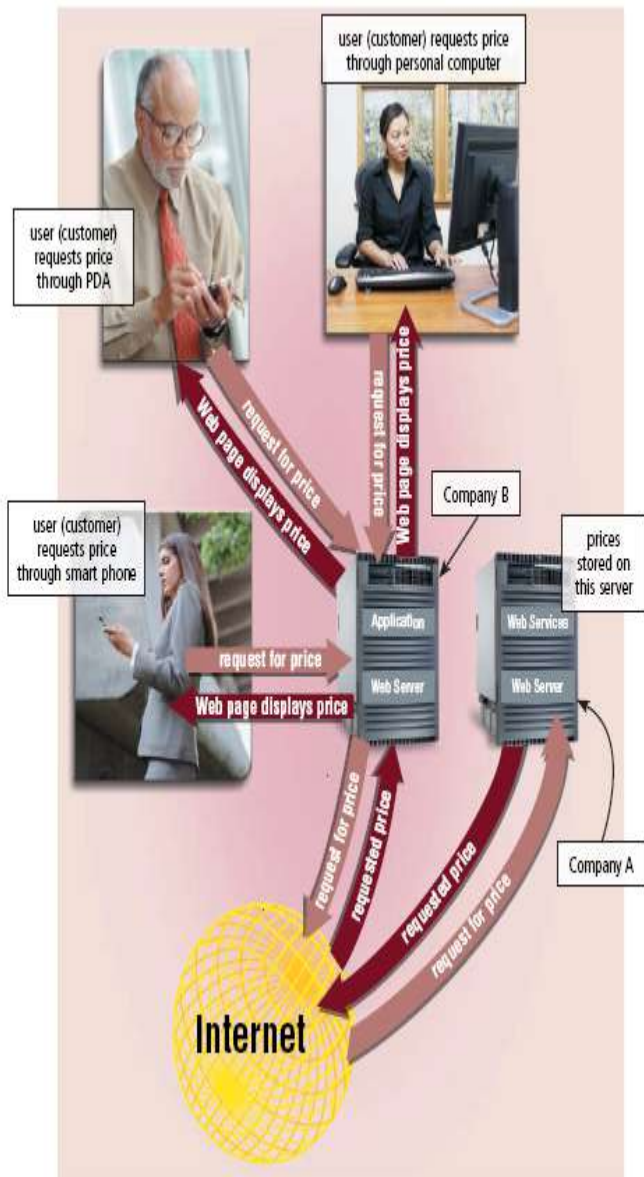 user (customer) requests price
through personal computer
user (customer)
requests price
through PDA
request for price
Web page displays price
request for price
Web page displays price
Company B
user (customer)
requests price
through smart phone
prices
stored on
this server
Application
Web Server
Web Services
Web Server
request for price
Web page displays price
request for price
requested price
requested price
request for price
Company A
Internet